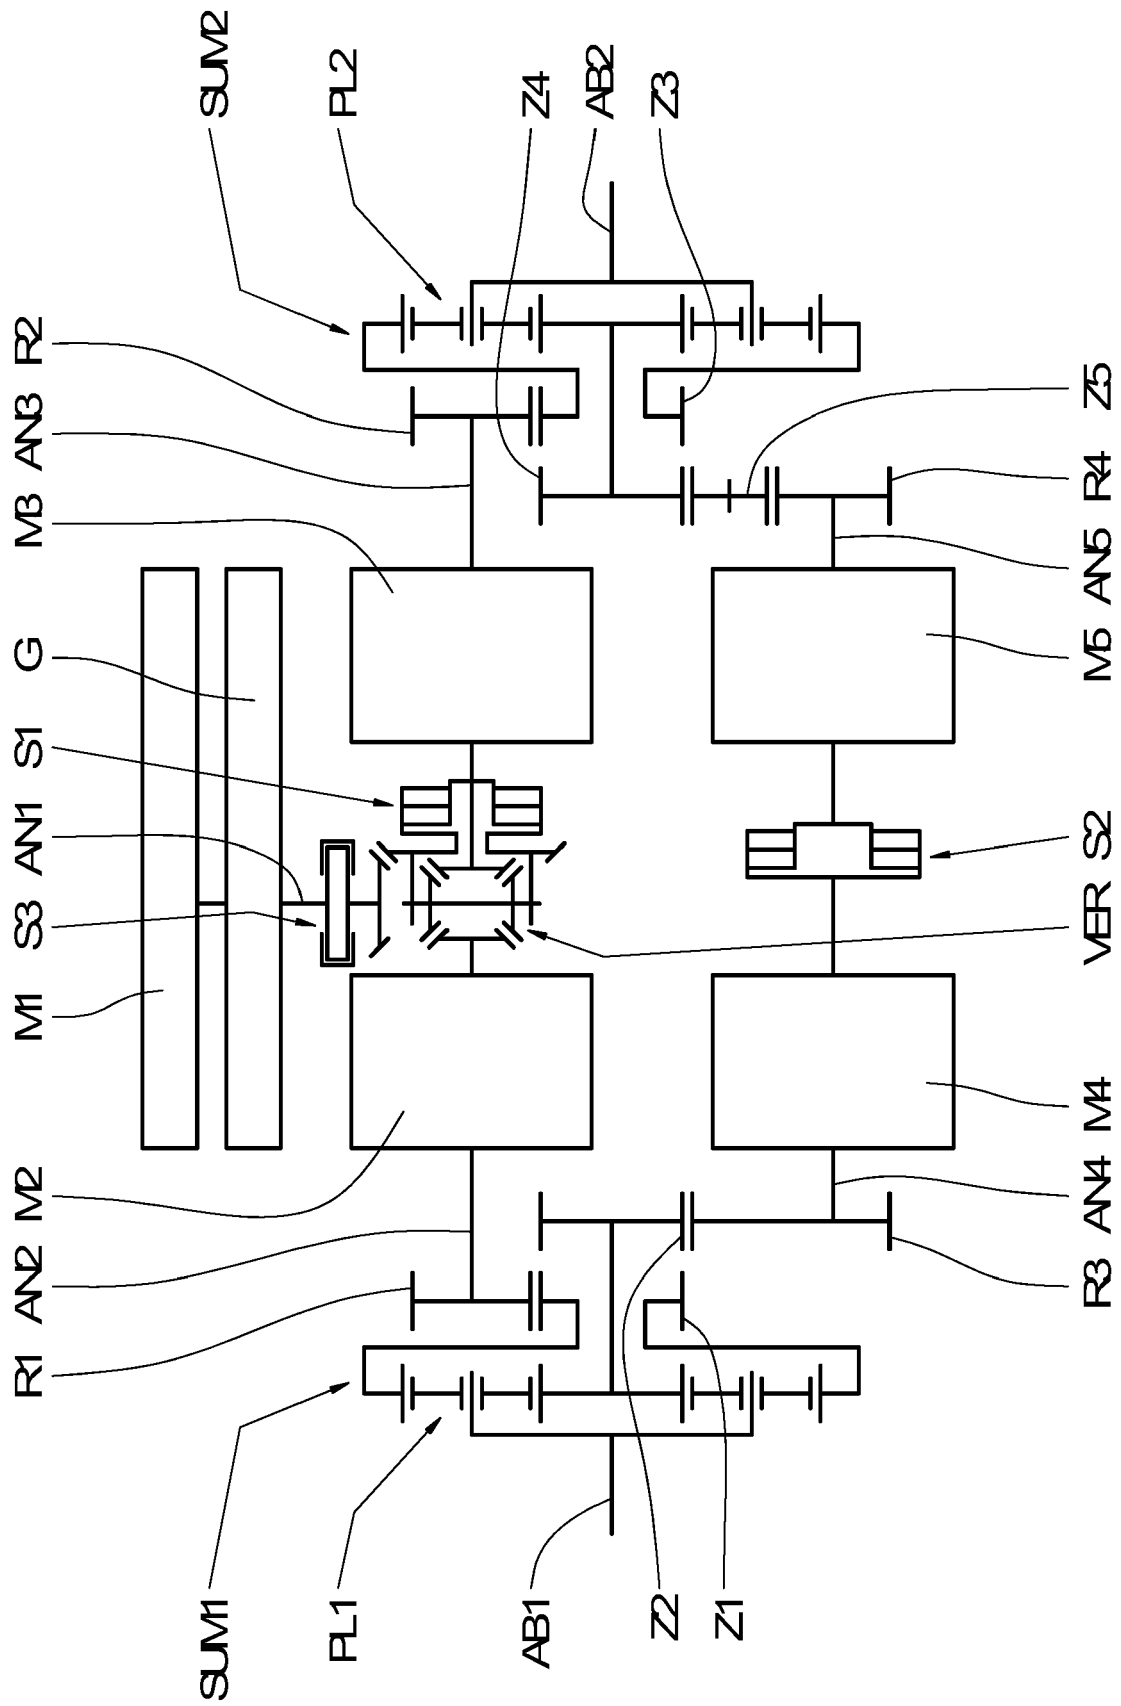 R1 AN2 M2 M1 S3 AN1 S1 G M3 AN3 R2
SUM1 SUM2
PL1 PL2
AB1 Z4
AB2
Z2 Z3
Z1
R3 AN4 M4 VER S2 M5 AN5 R4 Z5